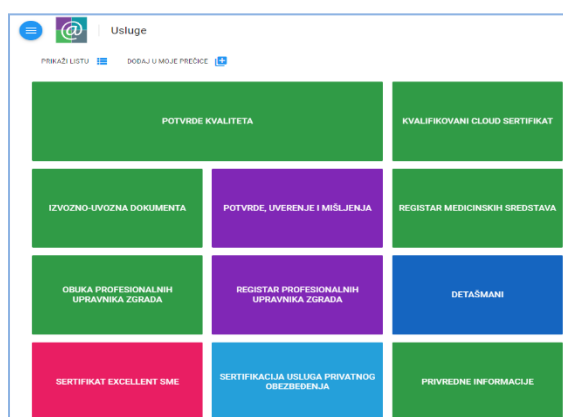 @ Usluge
PRIKAŽI LISTU DODAJ U MOJE PREČICE
POTVRDE KVALITETA
KVALIFIKOVANI CLOUD SERTIFIKAT
IZVOZNO-UVOZNA DOKUMENTA
POTVRDE, UVERENJE I MIŠLJENJA
REGISTAR MEDICINSKIH SREDSTAVA
OBUKA PROFESIONALNIH
UPRAVNIKA ZGRADA
REGISTAR PROFESIONALNIH
UPRAVNIKA ZGRADA
DETAŠMANI
SERTIFIKAT EXCELLENT SME
SERTIFIKACIJA USLUGA PRIVATNOG
OBEZBEĐENJA
PRIVREDNE INFORMACIJE